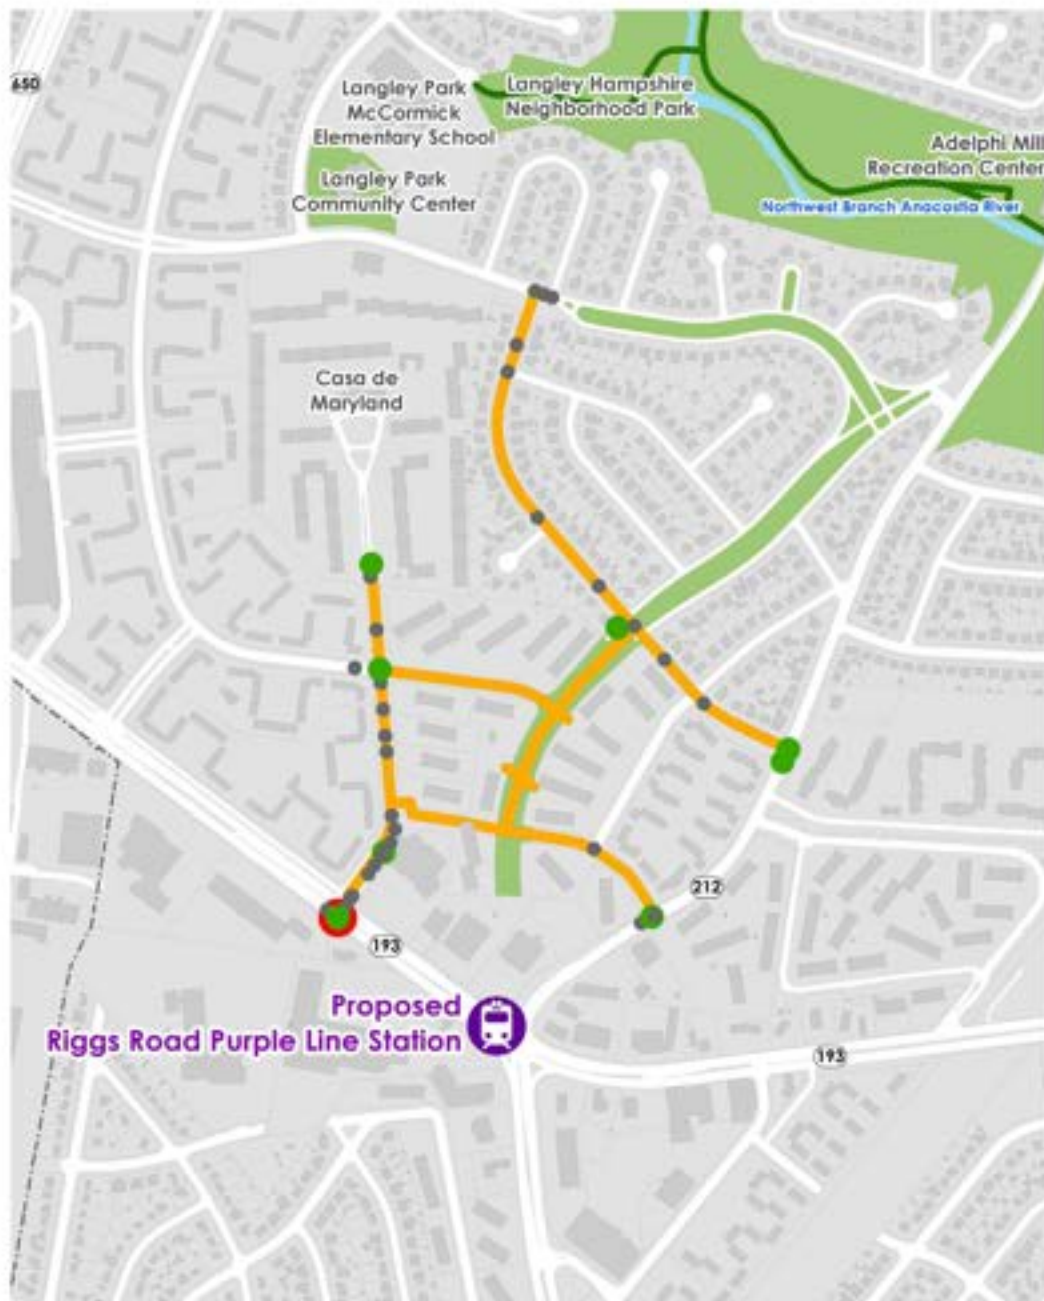 650
Langley Park
McCormick
Elementary School
Langley Hampshire
Neighborhood Park
Adelphi Mill
Recreation Center
Langley Park
Community Center
Northwest Branch Anacostia River
Casa de
Maryland
212
193
Proposed
Riggs Road Purple Line Station
193